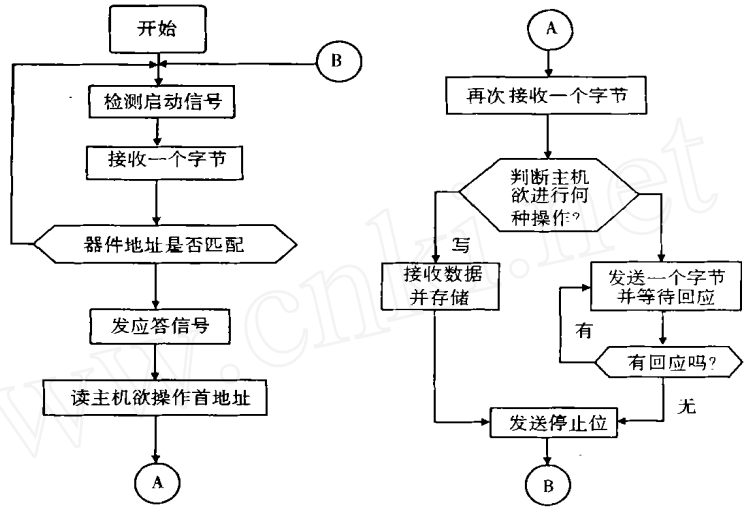 开始
B
检测启动信号
接收一个字节
器件地址是否匹配
发应答信号
读主机欲操作首地址
A
A
再次接收一个字节
判断主机
欲进行何
种操作?
写
接收数据
并存储
发送一个字节
并等待回应
有
有回应吗?
无
发送停止位
B
www.cnki.net